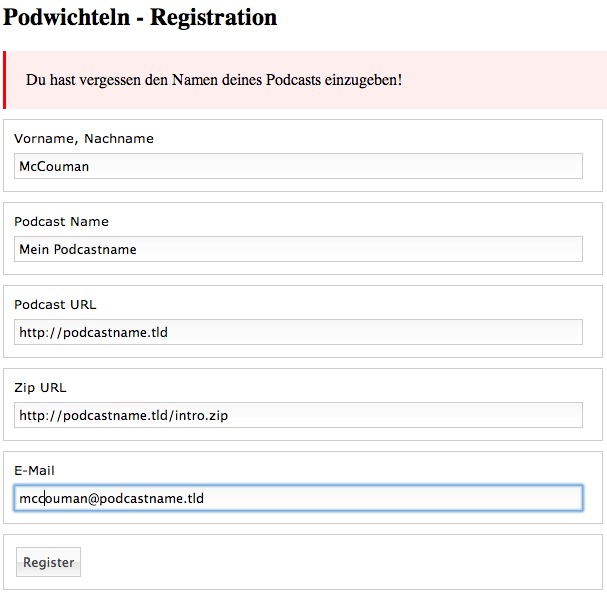 Podwichteln - Registration
Du hast vergessen den Namen deines Podcasts einzugeben!
Vorname, Nachname
McCouman
Podcast Name
Mein Podcastname
Podcast URL
http://podcastname.tld
Zip URL
http://podcastname.tld/intro.zip
E-Mail
mccouman@podcastname.tld
Register